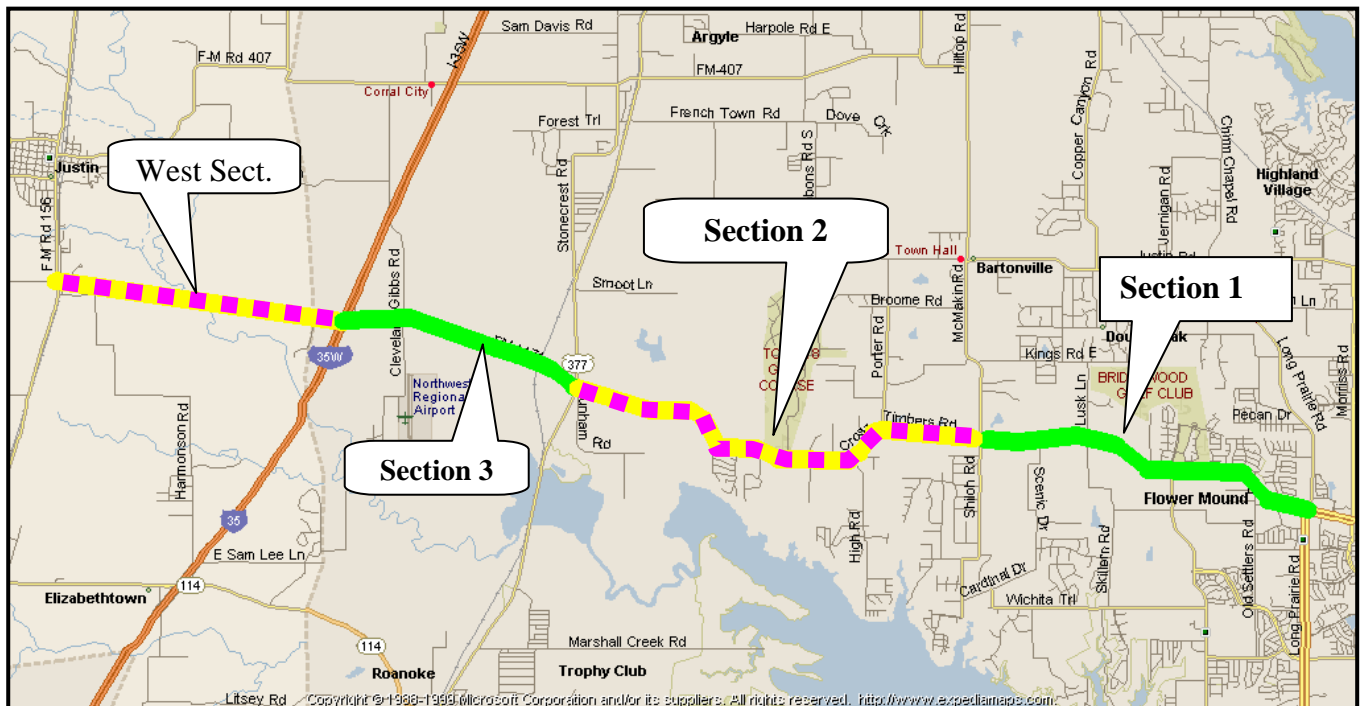 Sam Davis Rd
Harpole Rd E
Argyle
F-M Rd 407
I-35W
FM-407
Hilltop Rd
Corral City
Copper Canyon Rd
French Town Rd
Dove
Crk
Forest Trl
Chinn Chapel Rd
Justin
West Sect.
Highland
Village
Stonecrest Rd
Jernigan Rd
F-M Rd 156
Section 2
Town Hall
Bartonville
Gibbs Rd
Smoot Ln
Section 1
Broome Rd
McMakin Rd
Porter Rd
Kings Rd E
35W
377
Long Prairie Rd
Morriss Rd
Northwest
Regional
Airport
Lusk Ln
Pecan Dr
Timbers Rd
Rd
Section 3
Harmonson Rd
Flower Mound
Shiloh Rd
Scenic Dr
High Rd
Skillern Rd
Old Settlers Rd
35
E Sam Lee Ln
114
Cardinal Dr
Elizabethtown
Wichita Trl
Long Prairie Rd
Marshall Creek Rd
114
Roanoke
Trophy Club
Litsey Rd
Copyright © 1988-1999 Microsoft Corporation and/or its suppliers. All rights reserved. http://www.expediamaps.com